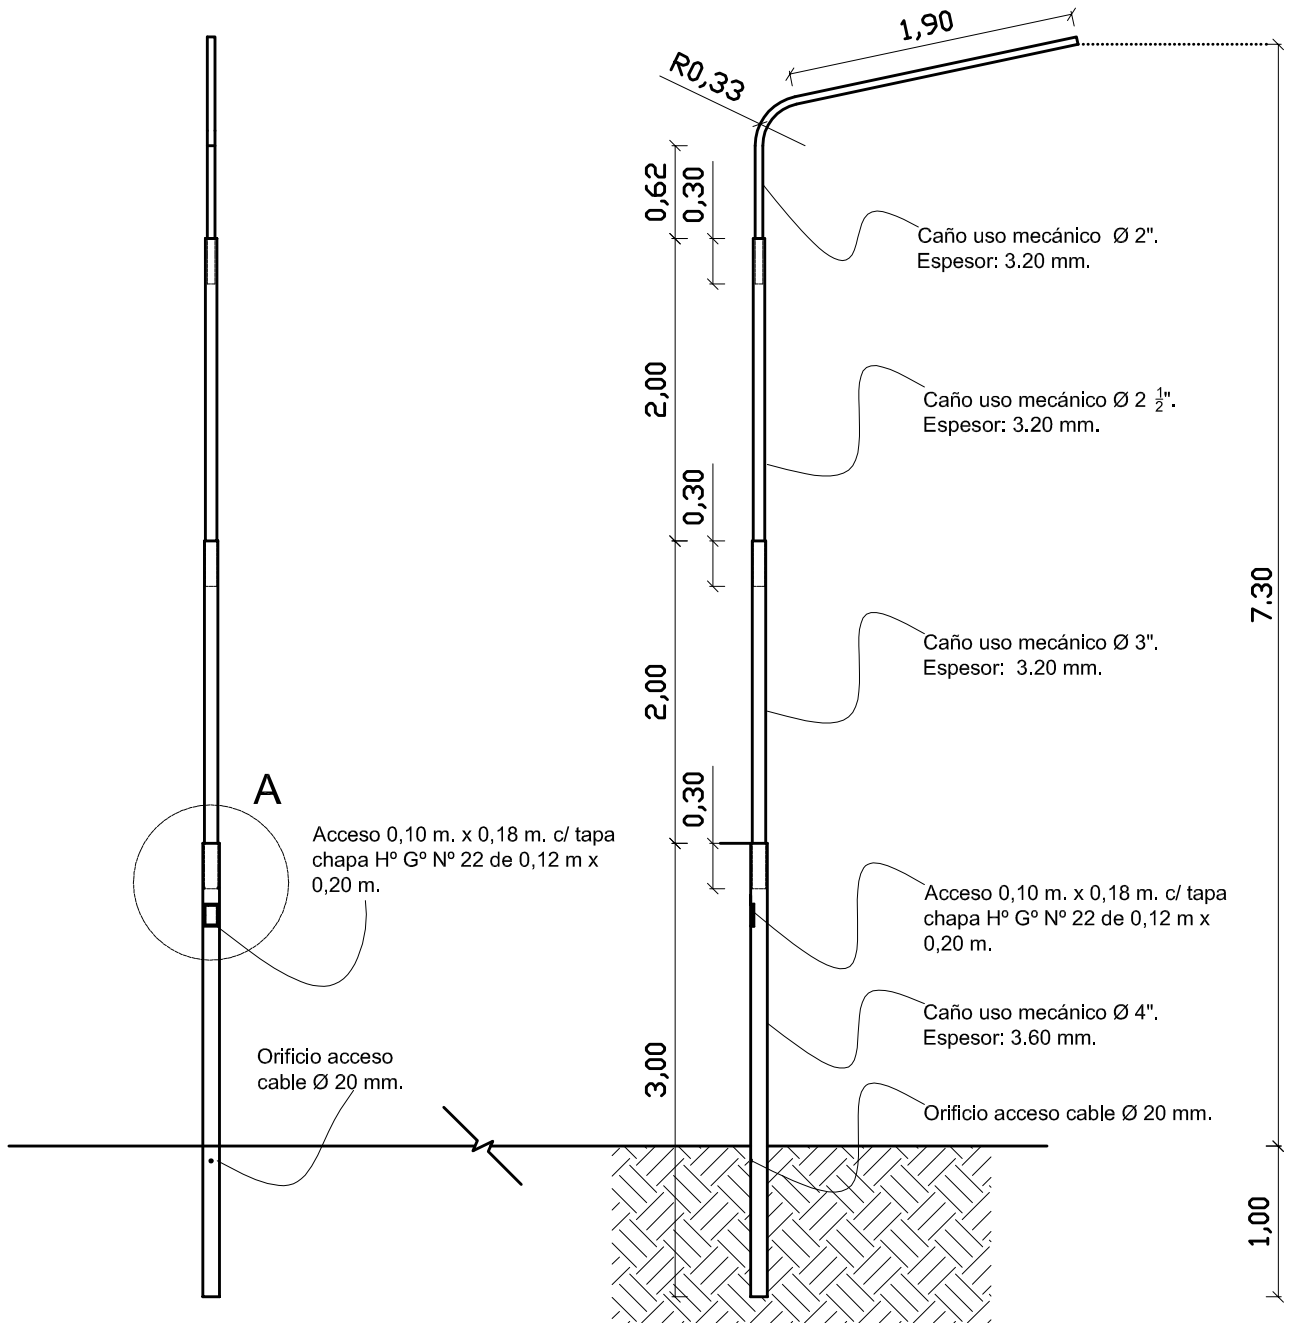 1,90
R0,33
0,62
0,30
Caño uso mecánico Ø 2".
Espesor: 3.20 mm.
2,00
Caño uso mecánico Ø 2 1/2".
Espesor: 3.20 mm.
0,30
7.30
Caño uso mecánico Ø 3".
Espesor: 3.20 mm.
2,00
0,30
A
Acceso 0,10 m. x 0,18 m. c/ tapa
chapa Hº Gº Nº 22 de 0,12 m x
0,20 m.
Acceso 0,10 m. x 0,18 m. c/ tapa
chapa Hº Gº Nº 22 de 0,12 m x
0,20 m.
Caño uso mecánico Ø 4".
Espesor: 3.60 mm.
3,00
Orificio acceso
cable Ø 20 mm.
Orificio acceso cable Ø 20 mm.
1,00